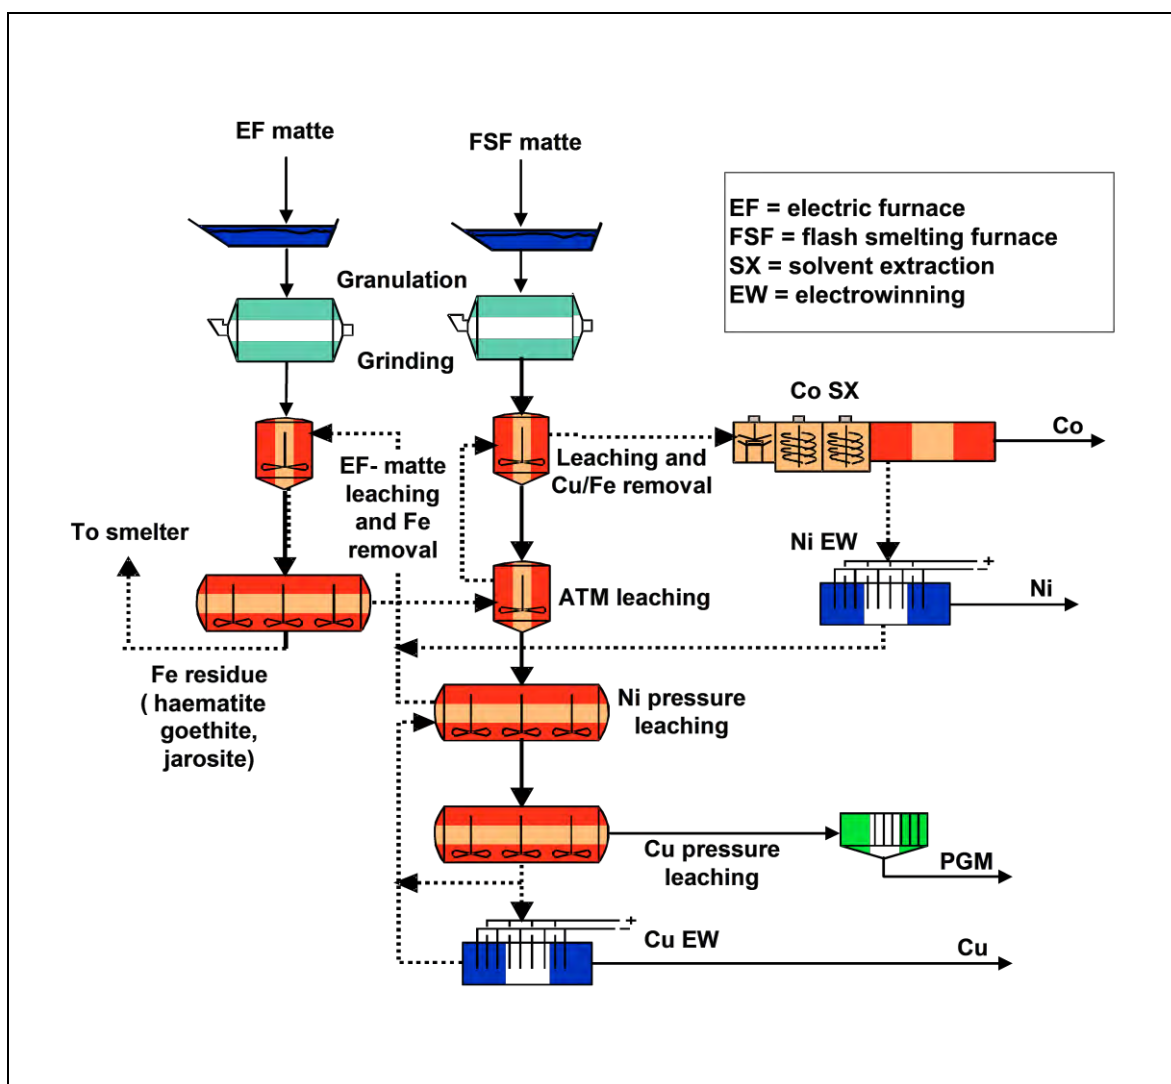 EF matte
FSF matte
EF = electric furnace
FSF = flash smelting furnace
SX = solvent extraction
EW = electrowinning
Granulation
Grinding
Co SX
Co
EF- matte
leaching
and Fe
removal
Leaching and
Cu/Fe removal
To smelter
Ni EW
+
–
Ni
ATM leaching
Fe residue
( haematite
goethite,
jarosite)
Ni pressure
leaching
Cu pressure
leaching
PGM
+
–
Cu EW
Cu